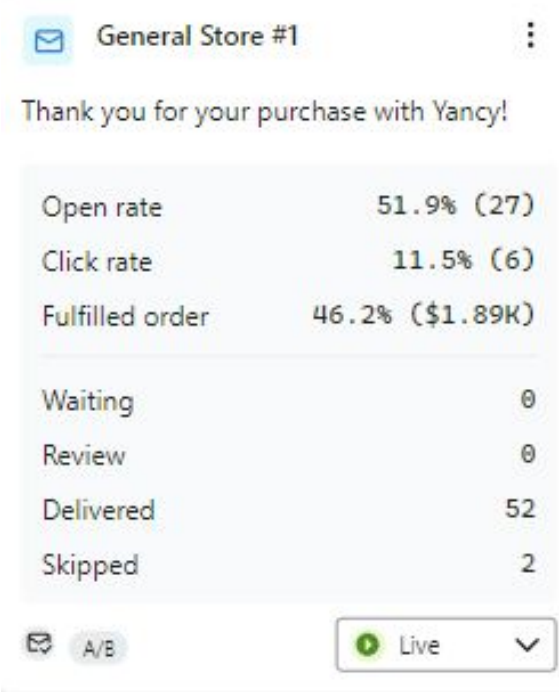 General Store #1
Thank you for your purchase with Yancy!
Open rate 51.9% (27)
Click rate 11.5% (6)
Fulfilled order 46.2% ($1.89K)
Waiting 0
Review 0
Delivered 52
Skipped 2
A/B Live